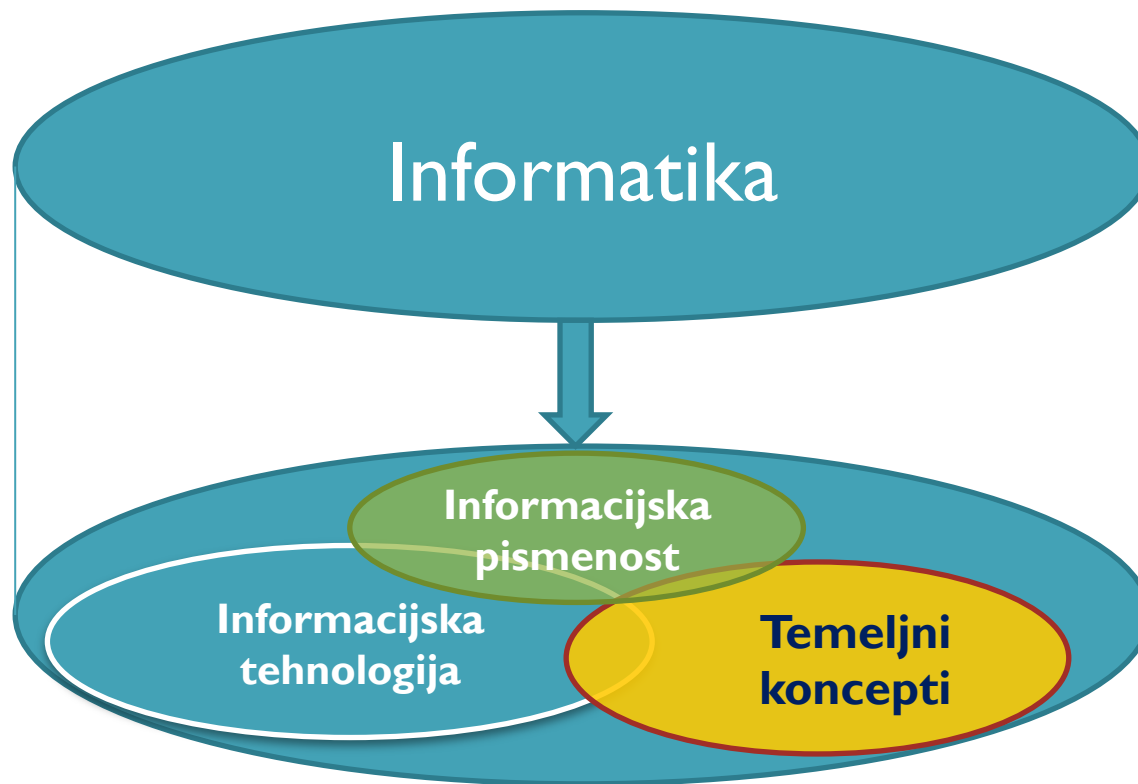 Informatika
Informacijska
pismenost
Informacijska
tehnologija
Temeljni
koncepti